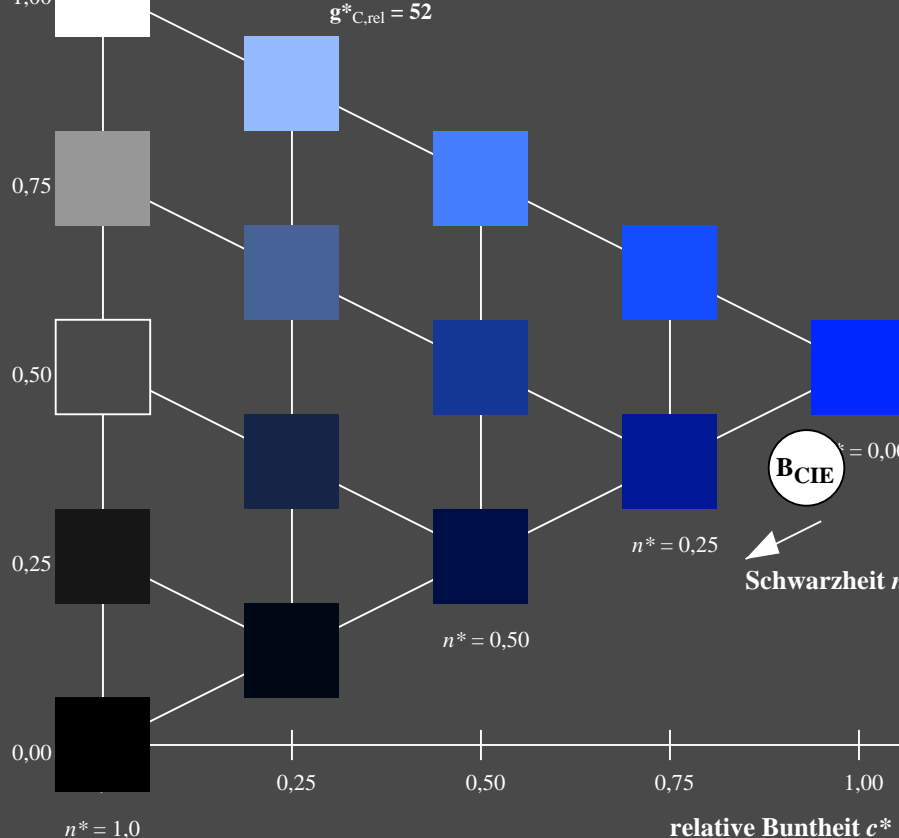 1,00
g*C,rel = 52
0,75
0,50
* = 0,00
BCIE
n* = 0,25
0,25
Schwarzheit n
n* = 0,50
0,00
0,25 0,50 0,75 1,00
n* = 1,0
relative Buntheit c*